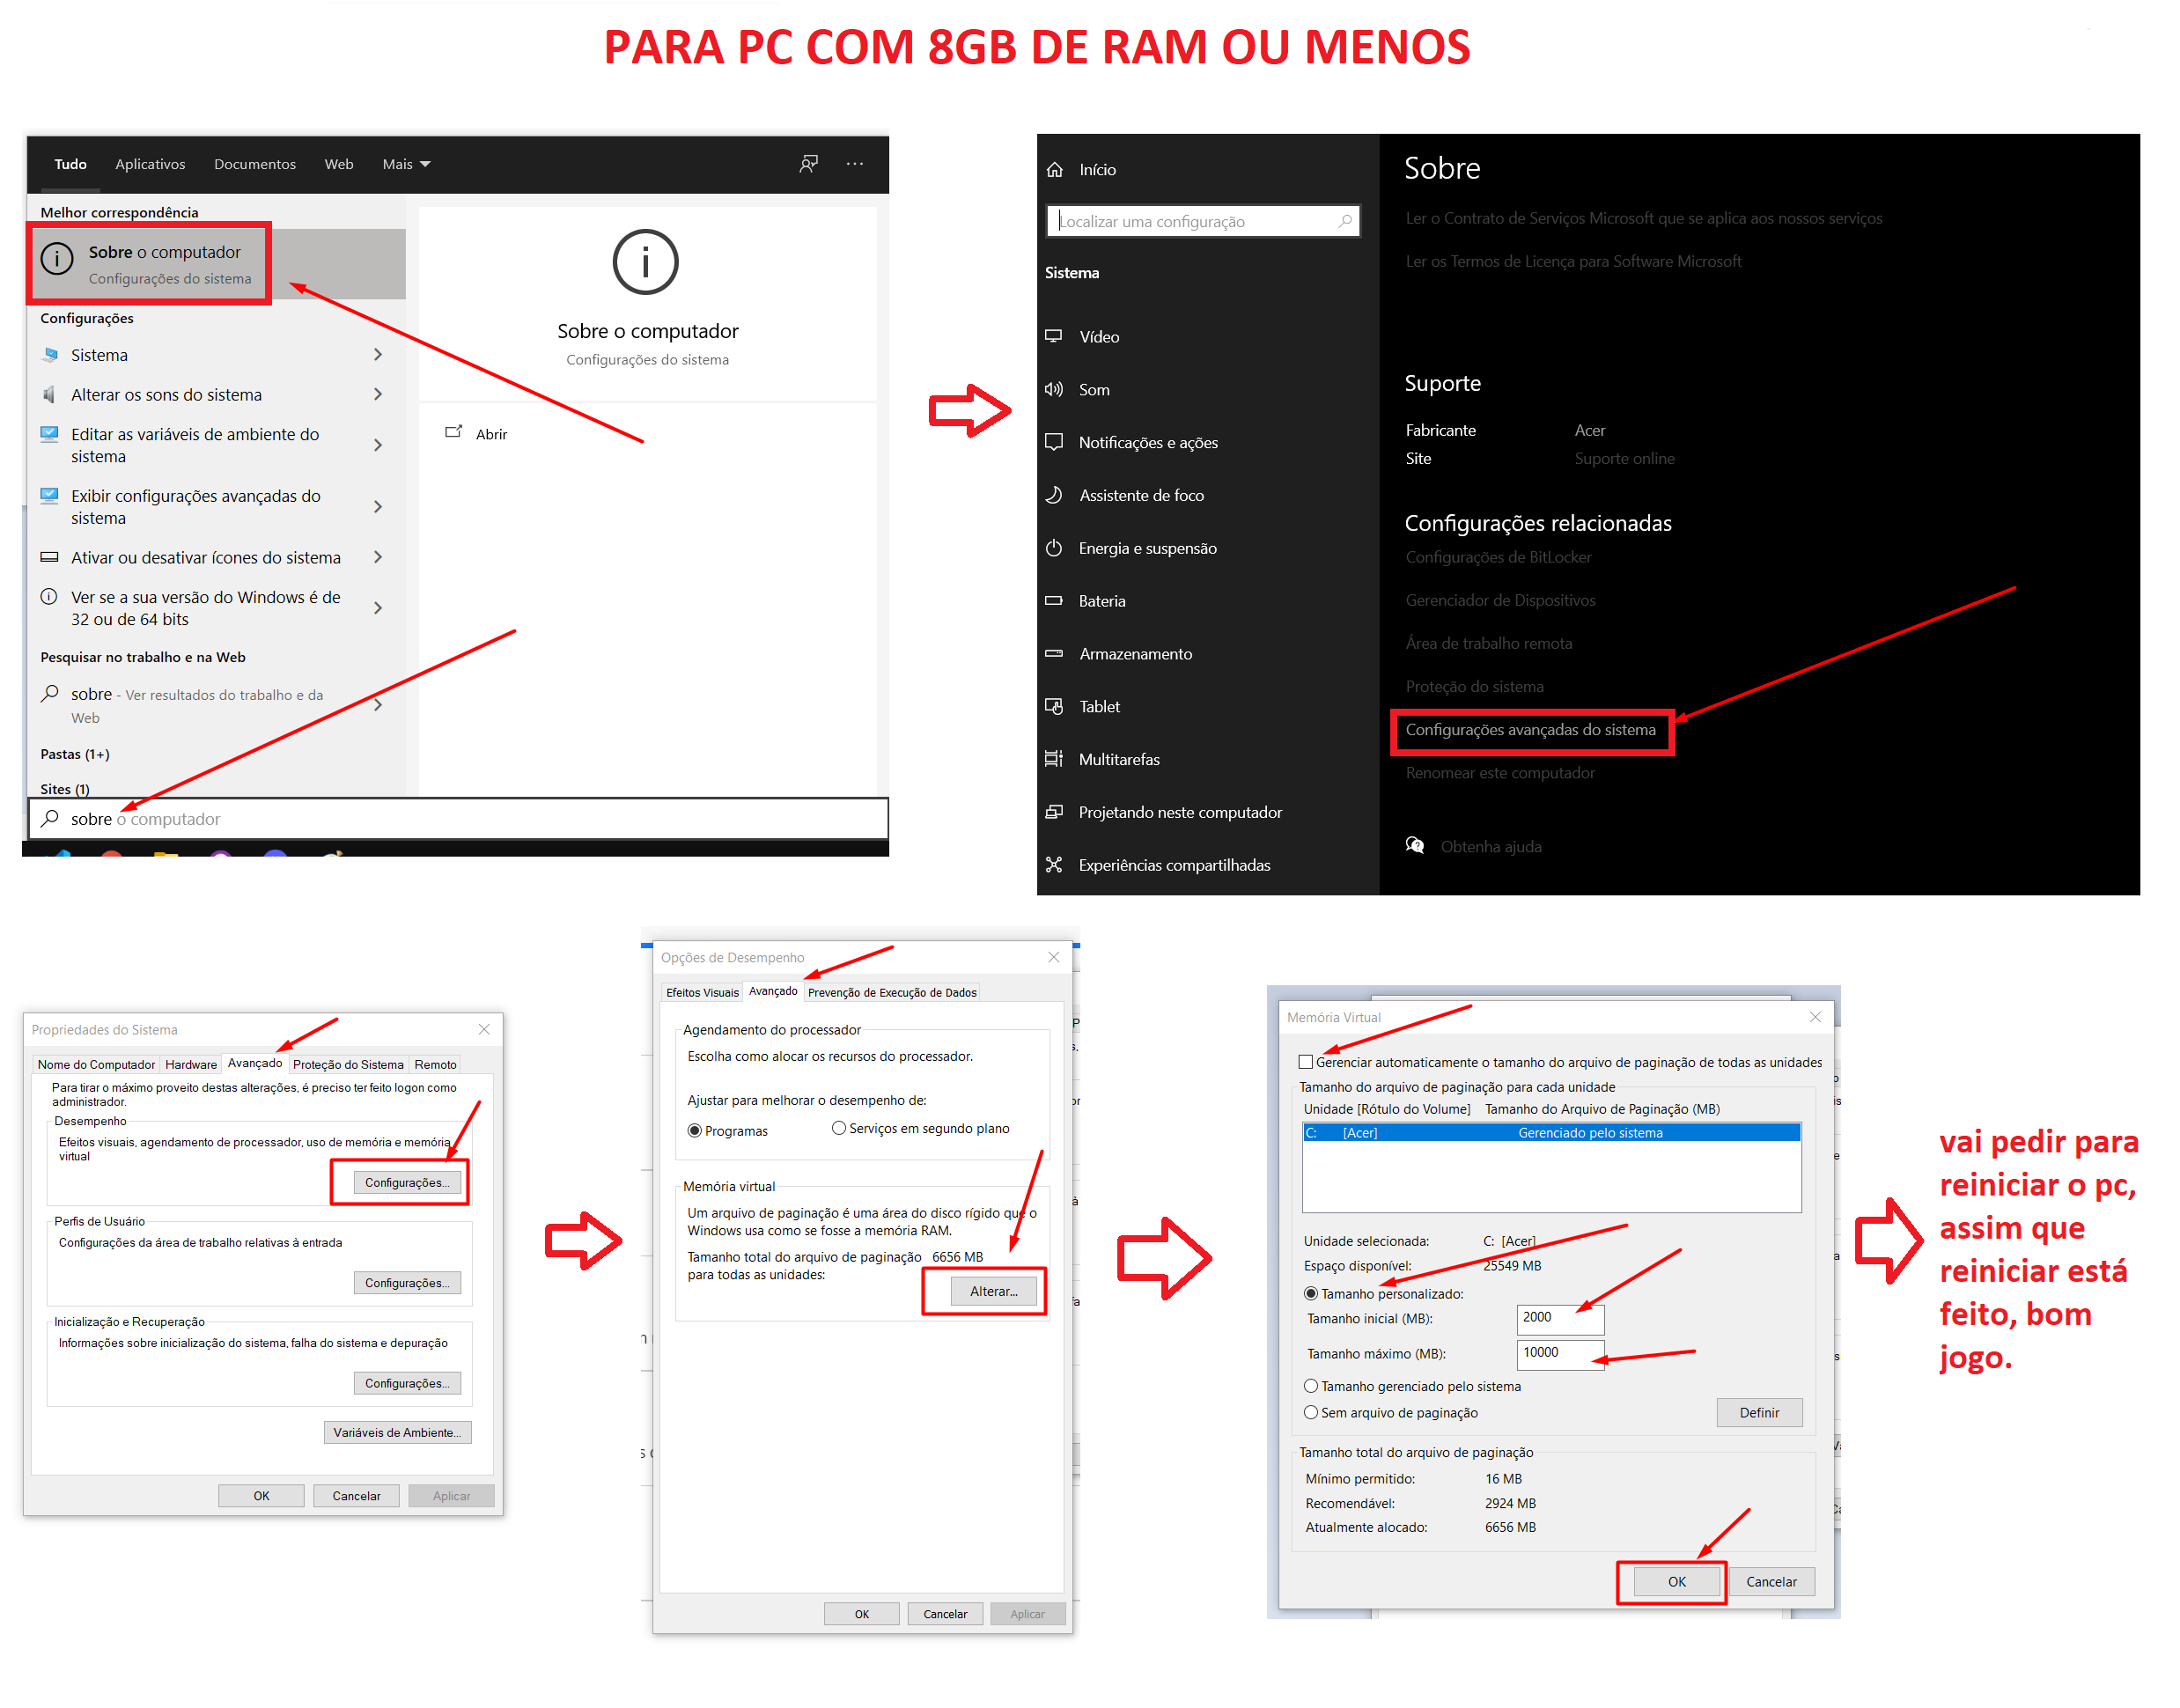 PARA PC COM 8GB DE RAM OU MENOS
Tudo Aplicativos Documentos Web Mais
Melhor correspondência
Sobre o computador
Configurações do sistema
Configurações
Sistema
Alterar os sons do sistema
Editar as variáveis de ambiente do
sistema
Exibir configurações avançadas do
sistema
Ativar ou desativar ícones do sistema
Ver se a sua versão do Windows é de
32 ou de 64 bits
Pesquisar no trabalho e na Web
sobre - Ver resultados do trabalho e da
Web
Pastas (1+)
Sites (1)
sobre o computador
Sobre o computador
Configurações do sistema
Abrir
Início
Localizar uma configuração
Sistema
Vídeo
Som
Notificações e ações
Assistente de foco
Energia e suspensão
Bateria
Armazenamento
Tablet
Multitarefas
Projetando neste computador
Experiências compartilhadas
Sobre
Ler o Contrato de Serviços Microsoft que se aplica aos nossos serviços
Ler os Termos de Licença para Software Microsoft
Suporte
Fabricante Acer
Site Suporte online
Configurações relacionadas
Configurações de BitLocker
Gerenciador de Dispositivos
Área de trabalho remota
Proteção do sistema
Configurações avançadas do sistema
Renomear este computador
Obtenha ajuda
Propriedades do Sistema
Nome do Computador Hardware Avançado Proteção do Sistema Remoto
Para tirar o máximo proveito destas alterações, é preciso ter feito logon como
administrador.
Desempenho
Efeitos visuais, agendamento de processador, uso de memória e memória
virtual
Configurações...
Perfis de Usuário
Configurações da área de trabalho relativas à entrada
Configurações...
Inicialização e Recuperação
Informações sobre inicialização do sistema, falha do sistema e depuração
Configurações...
Variáveis de Ambiente...
OK Cancelar Aplicar
Opções de Desempenho
Efeitos Visuais Avançado Prevenção de Execução de Dados
Agendamento do processador
Escolha como alocar os recursos do processador.
Ajustar para melhorar o desempenho de:
Programas Serviços em segundo plano
Memória virtual
Um arquivo de paginação é uma área do disco rígido que o
Windows usa como se fosse a memória RAM.
Tamanho total do arquivo de paginação 6656 MB
para todas as unidades:
Alterar...
OK Cancelar Aplicar
Memória Virtual
Gerenciar automaticamente o tamanho do arquivo de paginação de todas as unidades
Tamanho do arquivo de paginação para cada unidade
Unidade [Rótulo do Volume] Tamanho do Arquivo de Paginação (MB)
C: [Acer] Gerenciado pelo sistema
Unidade selecionada: C: [Acer]
Espaço disponível: 25549 MB
Tamanho personalizado:
Tamanho inicial (MB): 2000
Tamanho máximo (MB): 10000
Tamanho gerenciado pelo sistema
Sem arquivo de paginação
Definir
Tamanho total do arquivo de paginação
Mínimo permitido: 16 MB
Recomendável: 2924 MB
Atualmente alocado: 6656 MB
OK Cancelar
vai pedir para
reiniciar o pc,
assim que
reiniciar está
feito, bom
jogo.